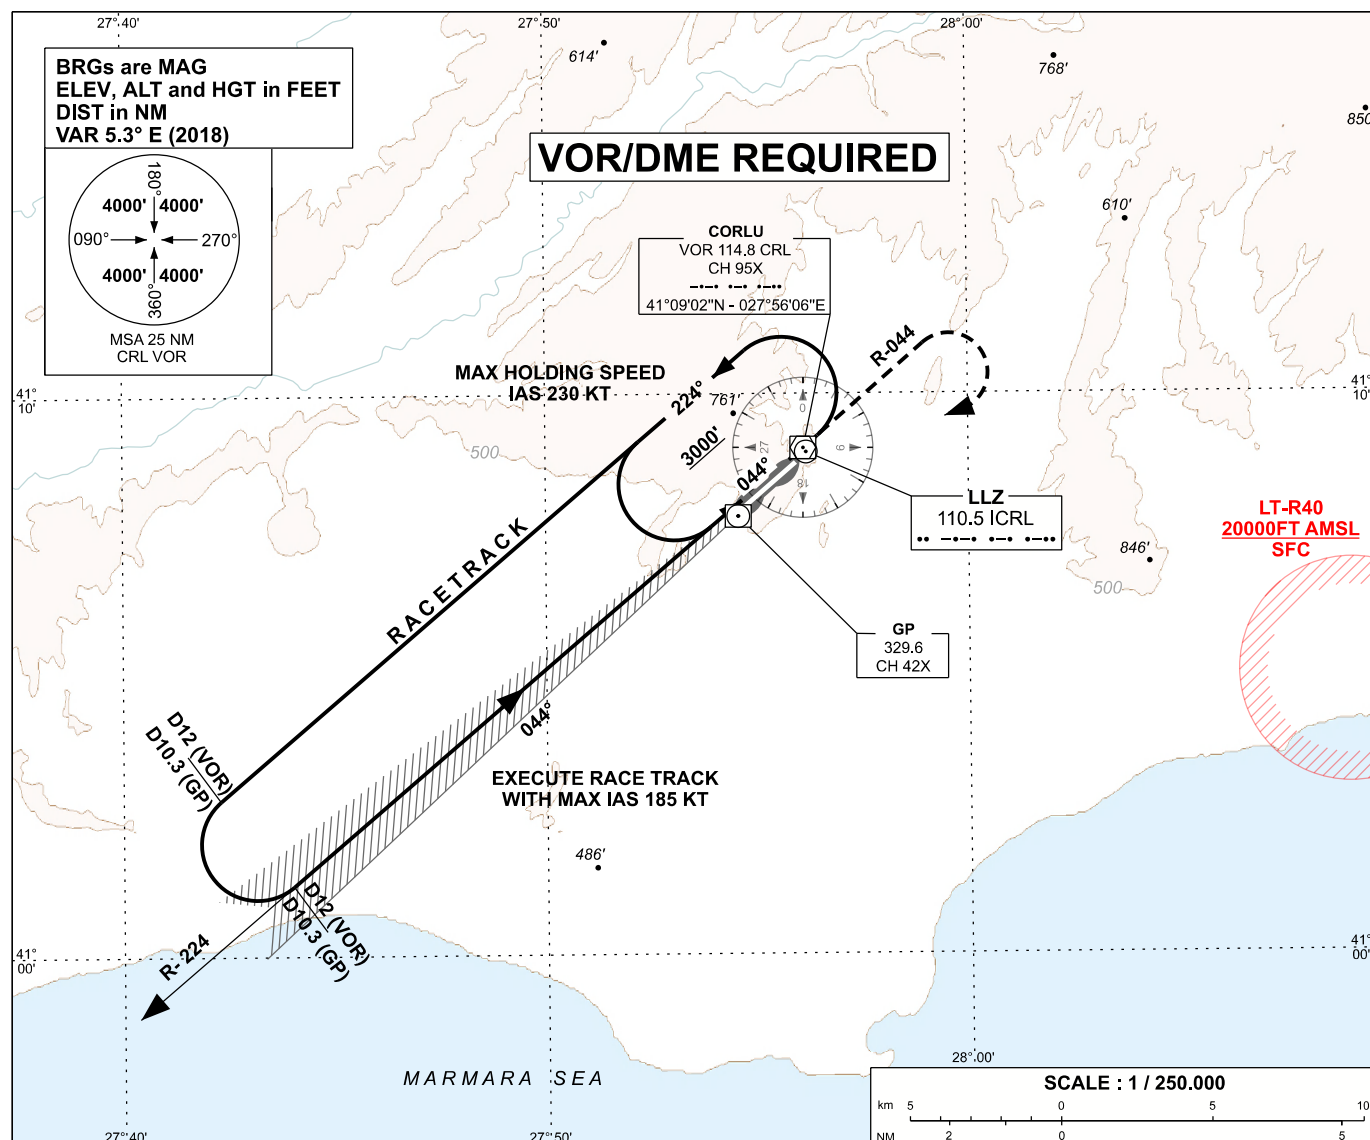 27°40'
27°50'
28°00'
BRGs are MAG
ELEV, ALT and HGT in FEET
DIST in NM
VAR 5.3° E (2018)
614'
768'
850
VOR/DME REQUIRED
180°
4000' 4000'
090° 270°
4000' 4000'
360°
MSA 25 NM
CRL VOR
610'
CORLU
VOR 114.8 CRL
CH 95X
41°09'02"N - 027°56'06"E
R-044
MAX HOLDING SPEED
IAS 230 KT
224°
761'
3000'
044°
0
9
18
27
41°
10'
41°
10'
500
LLZ
110.5 ICRL
LT-R40
20000FT AMSL
SFC
846'
500
RACETRACK
GP
329.6
CH 42X
044°
D12 (VOR)
D10.3 (GP)
EXECUTE RACE TRACK
WITH MAX IAS 185 KT
486'
D12 (VOR)
D10.3 (GP)
R- 224
41°
00'
41°
00'
MARMARA SEA
28°00'
SCALE : 1 / 250.000
km 5 0 5 10
NM 2 0 5
27°40'
27°50'